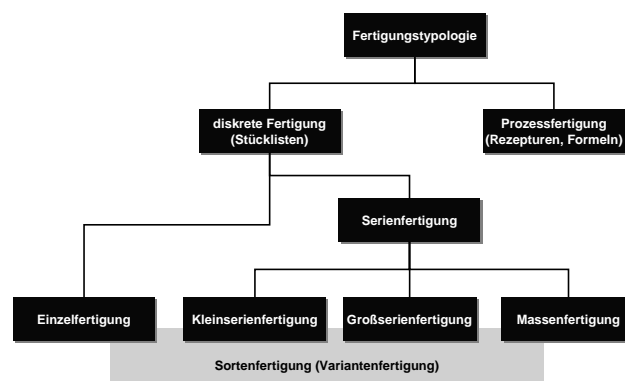 Fertigungstypologie
diskrete Fertigung
(Stücklisten)
Prozessfertigung
(Rezepturen, Formeln)
Serienfertigung
Einzelfertigung
Kleinserienfertigung
Großserienfertigung
Massenfertigung
Sortenfertigung (Variantenfertigung)